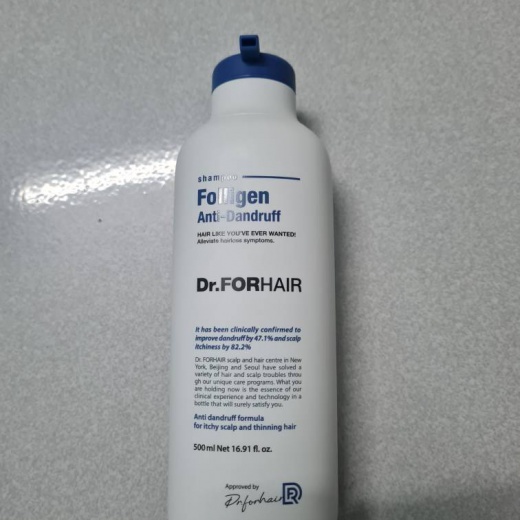 shampoo
Folligen
Anti-Dandruff
HAIR LIKE YOU'VE EVER WANTED!
Alleviate hairloss symptoms.
Dr.FORHAIR
It has been clinically confirmed to
improve dandruff by 47.1% and scalp
itchiness by 82.2%
Dr. FORHAIR scalp and hair centre in New
York, Beijing and Seoul have solved a
variety of hair and scalp troubles throu
gh our unique care programs. What you
are holding now is the essence of our
clinical experience and technology in a
bottle that will surely satisfy you.
Anti dandruff formula
for itchy scalp and thinning hair
500ml Net 16.91 fl. oz.
Approved by
Dr.forhair